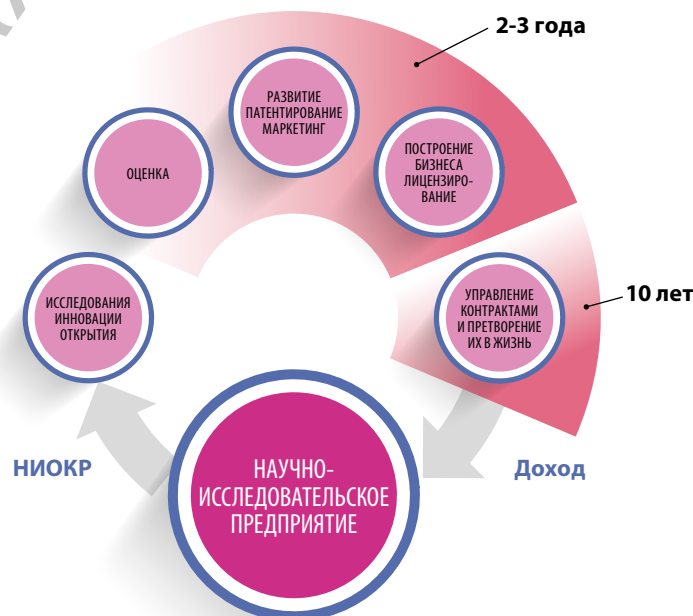 2-3 года
РАЗВИТИЕ
ПАТЕНТИРОВАНИЕ
МАРКЕТИНГ
ПОСТРОЕНИЕ
БИЗНЕСА
ЛИЦЕНЗИРО-
ВАНИЕ
ОЦЕНКА
ИССЛЕДОВАНИЯ
ИННОВАЦИИ
ОТКРЫТИЯ
УПРАВЛЕНИЕ
КОНТРАКТАМИ
И ПРЕТВОРЕНИЕ
ИХ В ЖИЗНЬ
10 лет
НИОКР
НАУЧНО-
ИССЛЕДОВАТЕЛЬСКОЕ
ПРЕДПРИЯТИЕ
Доход